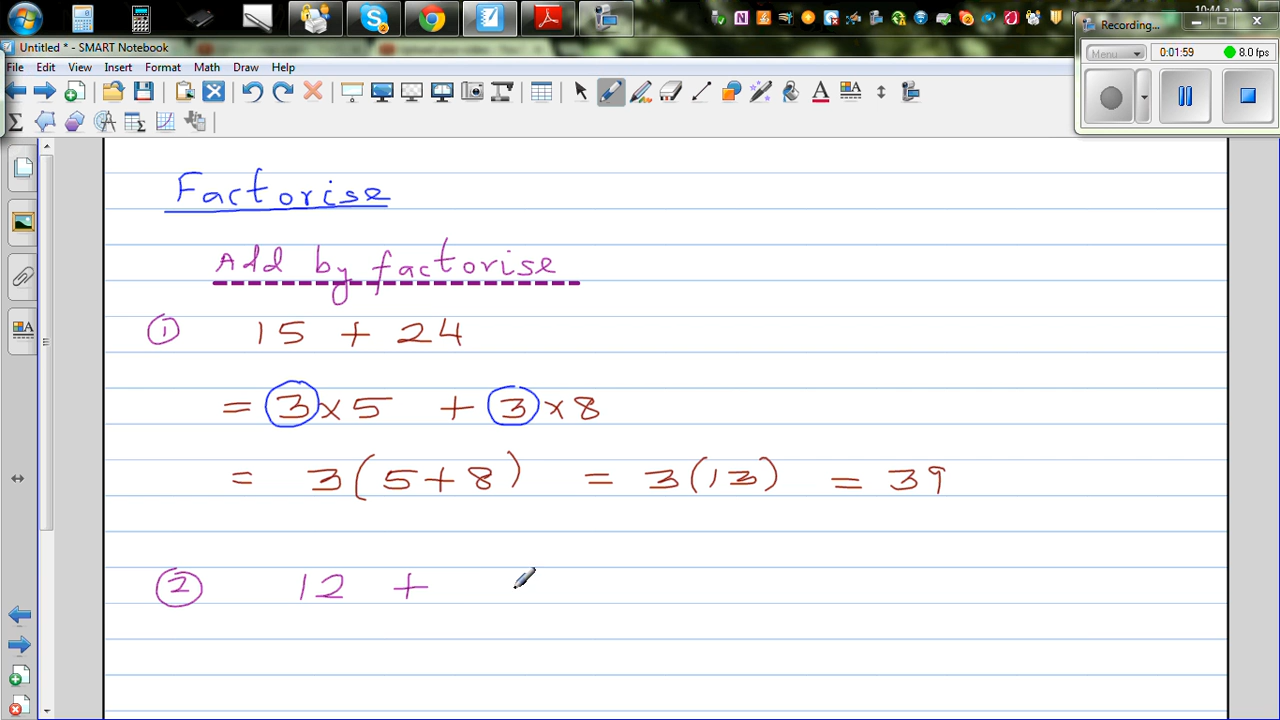 Recording...
Untitled * - SMART Notebook
Menu
0:01:59
8.0 fps
10:44 a.m.
File Edit View Insert Format Math Draw Help
Factorise
Add by factorise
① 15 + 24
= 3 × 5 + 3 × 8
= 3 ( 5 + 8 ) = 3 ( 13 ) = 39
② 12 +